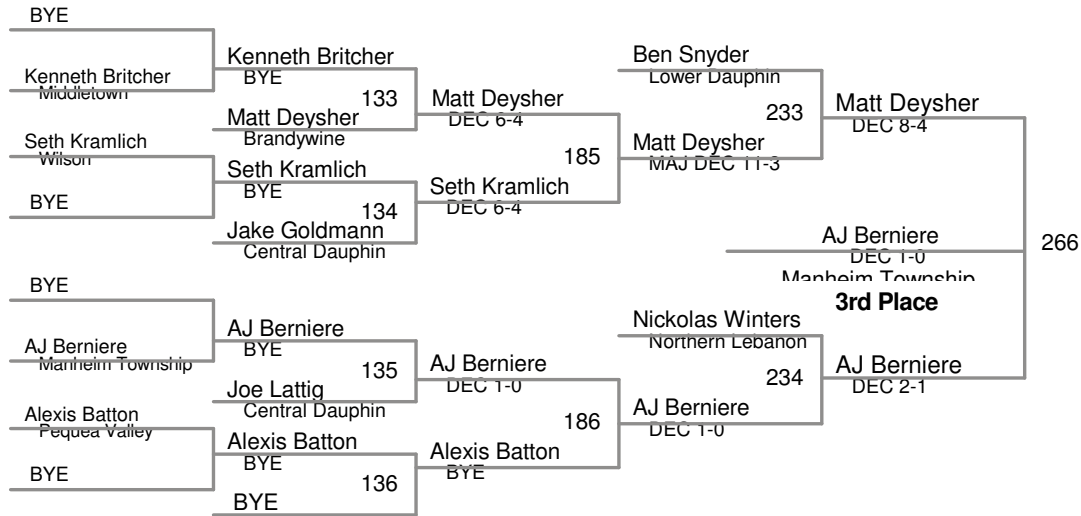 BYE
Kenneth Britcher
Middletown
Seth Kramlich
Wilson
BYE
BYE
AJ Berniere
Manheim Township
Alexis Batton
Pequea Valley
BYE
Kenneth Britcher
BYE
133
Matt Deysher
Brandywine
Seth Kramlich
BYE
134
Jake Goldmann
Central Dauphin
AJ Berniere
BYE
135
Joe Lattig
Central Dauphin
Alexis Batton
BYE
136
BYE
Matt Deysher
DEC 6-4
185
Seth Kramlich
DEC 6-4
AJ Berniere
DEC 1-0
186
Alexis Batton
BYE
Ben Snyder
Lower Dauphin
233
Matt Deysher
MAJ DEC 11-3
Nickolas Winters
Northern Lebanon
234
AJ Berniere
DEC 1-0
Matt Deysher
DEC 8-4
AJ Berniere
DEC 1-0
Manheim Township
3rd Place
266
AJ Berniere
DEC 2-1